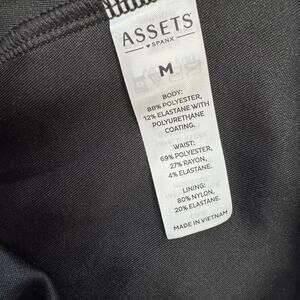 ASSETS
♥ SPANX
M
BODY:
88% POLYESTER,
12% ELASTANE WITH
POLYURETHANE
COATING.
WAIST:
69% POLYESTER,
27% RAYON,
4% ELASTANE.
LINING:
80% NYLON,
20% ELASTANE.
MADE IN VIETNAM